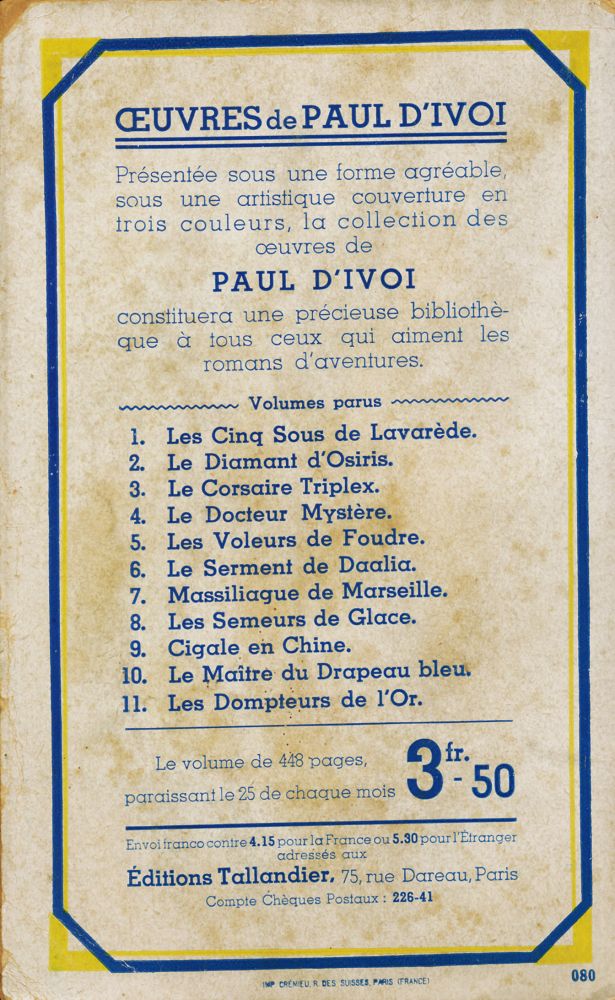 ŒUVRES de PAUL D'IVOI
Présentée sous une forme agréable,
sous une artistique couverture en
trois couleurs, la collection des
œuvres de
PAUL D'IVOI
constituera une précieuse bibliothè-
que à tous ceux qui aiment les
romans d'aventures.
Volumes parus
1. Les Cinq Sous de Lavarède.
2. Le Diamant d'Osiris.
3. Le Corsaire Triplex.
4. Le Docteur Mystère.
5. Les Voleurs de Foudre.
6. Le Serment de Daalia.
7. Massiliague de Marseille.
8. Les Semeurs de Glace.
9. Cigale en Chine.
10. Le Maître du Drapeau bleu.
11. Les Dompteurs de l'Or.
Le volume de 448 pages,
paraissant le 25 de chaque mois
3 fr. - 50
Envoi franco contre 4.15 pour la France ou 5.30 pour l'Étranger
adressés aux
Éditions Tallandier, 75, rue Dareau, Paris
Compte Chèques Postaux : 226-41
IMP CRÉMIEU, R. DES SUISSES, PARIS (FRANCE)
080